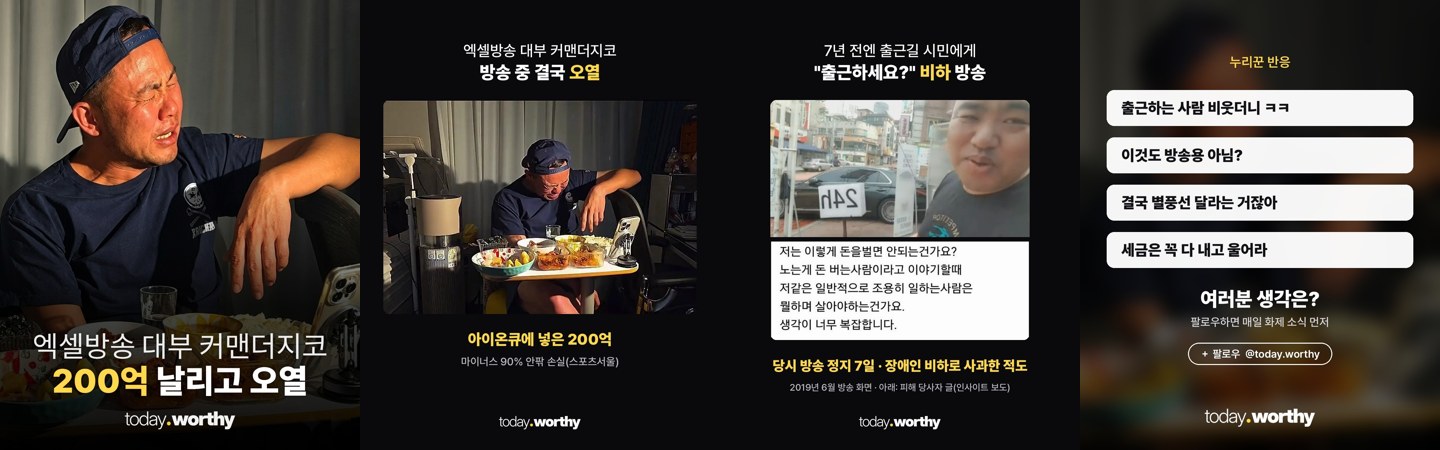 엑셀방송 대부 커맨더지코
200억 날리고 오열
today.worthy
엑셀방송 대부 커맨더지코
방송 중 결국 오열
아이온큐에 넣은 200억
마이너스 90% 안팎 손실(스포츠서울)
today.worthy
7년 전엔 출근길 시민에게
"출근하세요?" 비하 방송
24h
저는 이렇게 돈을벌면 안되는건가요?
노는게 돈 버는사람이라고 이야기할때
저같은 일반적으로 조용히 일하는사람은
뭘하며 살아야하는건가요.
생각이 너무 복잡합니다.
당시 방송 정지 7일 · 장애인 비하로 사과한 적도
2019년 6월 방송 화면 · 아래: 피해 당사자 글(인사이트 보도)
today.worthy
누리꾼 반응
출근하는 사람 비웃더니 ㅋㅋ
이것도 방송용 아님?
결국 별풍선 달라는 거잖아
세금은 꼭 다 내고 울어라
여러분 생각은?
팔로우하면 매일 화제 소식 먼저
+ 팔로우 @today.worthy
today.worthy